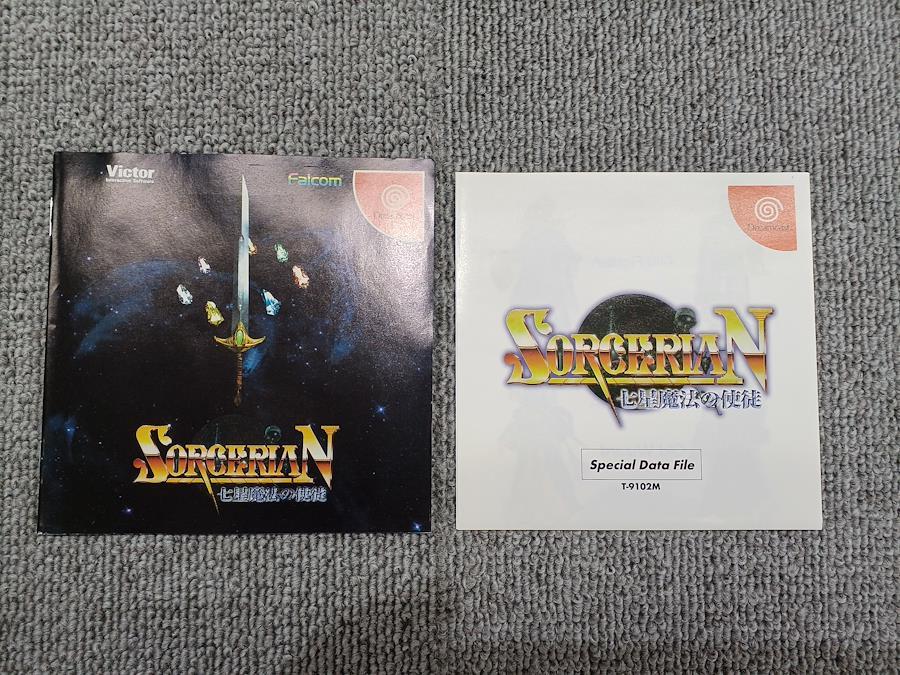 Victor
Interactive Software
Falcom
Dreamcast
SORCERIAN
七星魔法の使徒
Dreamcast
SORCERIAN
七星魔法の使徒
Special Data File
T-9102M